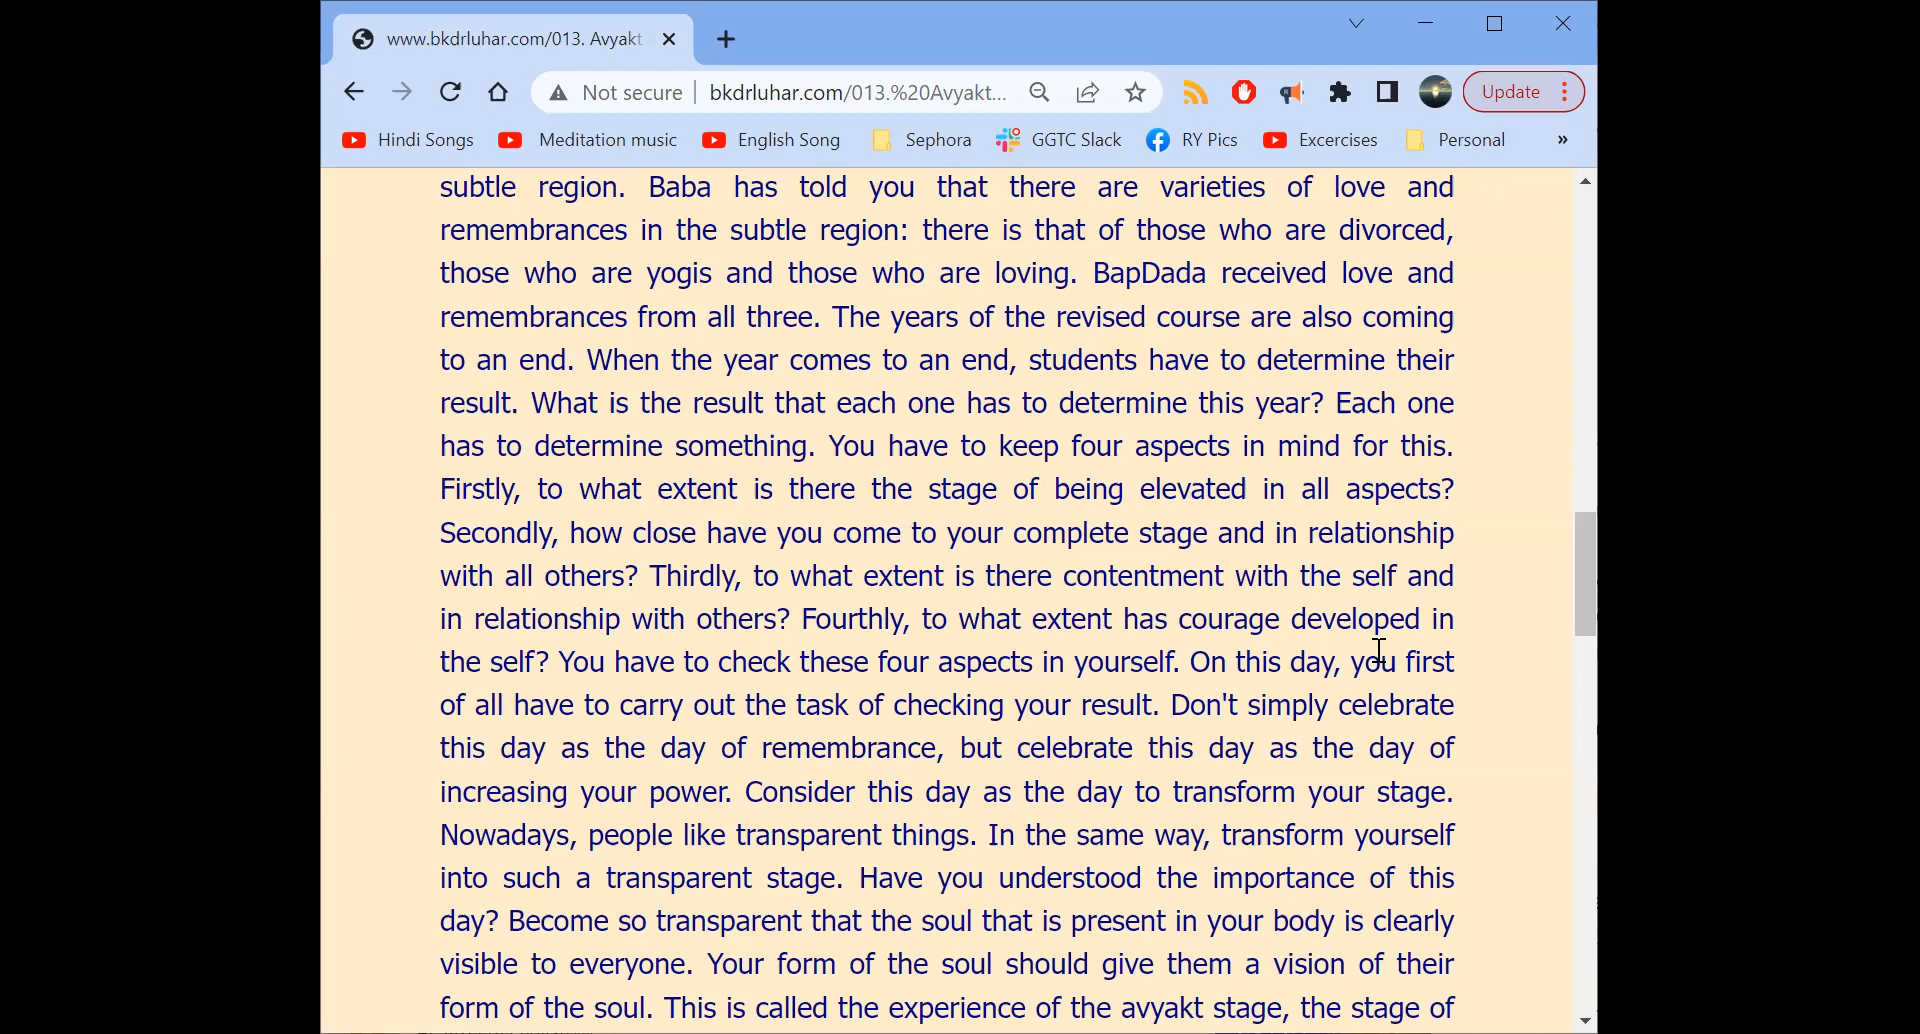 www.bkdrluhar.com/013. Avyakt
Not secure
bkdrluhar.com/013.%20Avyakt...
Update
Hindi Songs
Meditation music
English Song
Sephora
GGTC Slack
RY Pics
Excercises
Personal
»
subtle region. Baba has told you that there are varieties of love and
remembrances in the subtle region: there is that of those who are divorced,
those who are yogis and those who are loving. BapDada received love and
remembrances from all three. The years of the revised course are also coming
to an end. When the year comes to an end, students have to determine their
result. What is the result that each one has to determine this year? Each one
has to determine something. You have to keep four aspects in mind for this.
Firstly, to what extent is there the stage of being elevated in all aspects?
Secondly, how close have you come to your complete stage and in relationship
with all others? Thirdly, to what extent is there contentment with the self and
in relationship with others? Fourthly, to what extent has courage developed in
the self? You have to check these four aspects in yourself. On this day, you first
of all have to carry out the task of checking your result. Don't simply celebrate
this day as the day of remembrance, but celebrate this day as the day of
increasing your power. Consider this day as the day to transform your stage.
Nowadays, people like transparent things. In the same way, transform yourself
into such a transparent stage. Have you understood the importance of this
day? Become so transparent that the soul that is present in your body is clearly
visible to everyone. Your form of the soul should give them a vision of their
form of the soul. This is called the experience of the avyakt stage, the stage of